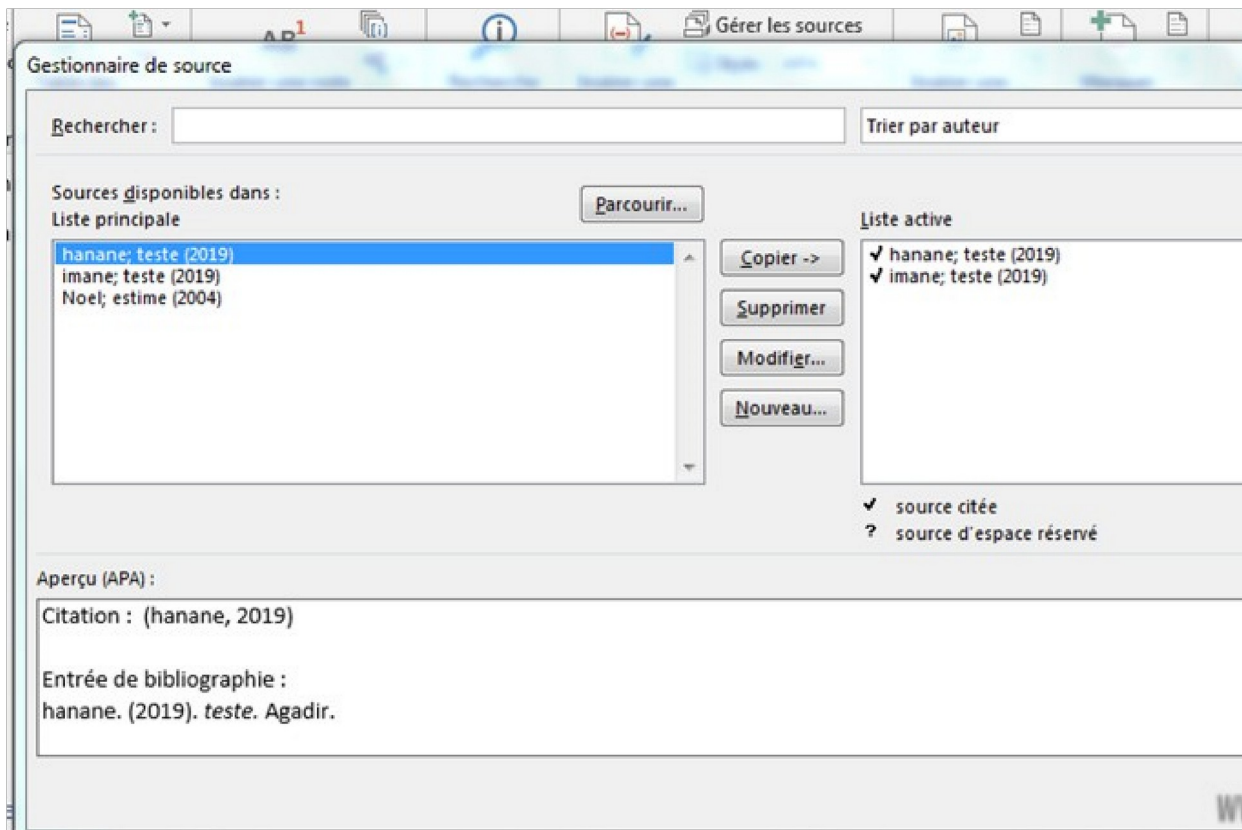 AB¹
Gérer les sources
Gestionnaire de source
Rechercher :
Trier par auteur
Sources disponibles dans :
Liste principale
Parcourir...
Liste active
hanane; teste (2019)
imane; teste (2019)
Noel; estime (2004)
Copier ->
Supprimer
Modifier...
Nouveau...
✓ hanane; teste (2019)
✓ imane; teste (2019)
✓ source citée
? source d'espace réservé
Aperçu (APA) :
Citation : (hanane, 2019)
Entrée de bibliographie :
hanane. (2019). teste. Agadir.